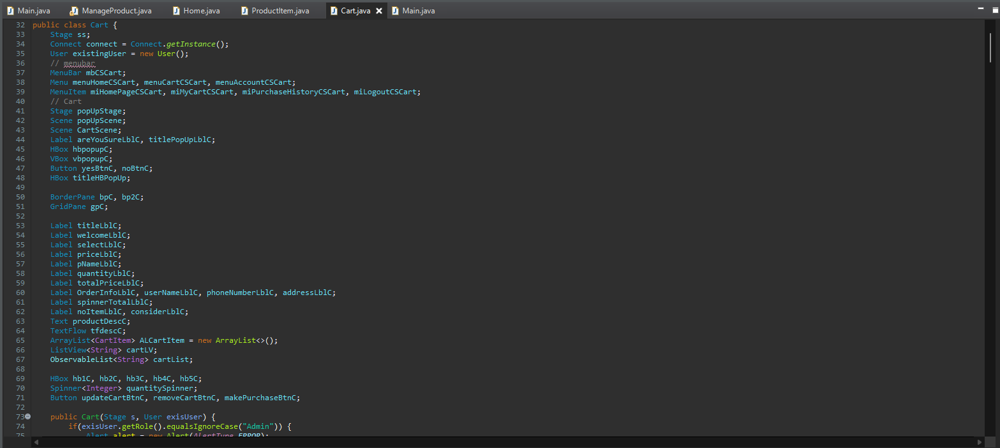 Main.java ManageProduct.java Home.java ProductItem.java Cart.java Main.java
32 public class Cart {
33 Stage ss;
34 Connect connect = Connect.getInstance();
35 User existingUser = new User();
36 // menubar
37 MenuBar mbCSCart;
38 Menu menuHomeCSCart, menuCartCSCart, menuAccountCSCart;
39 MenuItem miHomePageCSCart, miMyCartCSCart, miPurchaseHistoryCSCart, miLogoutCSCart;
40 // Cart
41 Stage popUpStage;
42 Scene popUpScene;
43 Scene CartScene;
44 Label areYouSureLblC, titlePopUpLblC;
45 HBox hbpopupC;
46 VBox vbpopupC;
47 Button yesBtnC, noBtnC;
48 HBox titleHBPopUp;
49
50 BorderPane bpC, bp2C;
51 GridPane gpC;
52
53 Label titleLblC;
54 Label welcomeLblC;
55 Label selectLblC;
56 Label priceLblC;
57 Label pNameLblC;
58 Label quantityLblC;
59 Label totalPriceLblC;
60 Label OrderInfoLblC, userNameLblC, phoneNumberLblC, addressLblC;
61 Label spinnerTotalLblC;
62 Label noItemLblC, considerLblC;
63 Text productDescC;
64 TextFlow tfdescC;
65 ArrayList<CartItem> ALCartItem = new ArrayList<>();
66 ListView<String> cartLV;
67 ObservableList<String> cartList;
68
69 HBox hb1C, hb2C, hb3C, hb4C, hb5C;
70 Spinner<Integer> quantitySpinner;
71 Button updateCartBtnC, removeCartBtnC, makePurchaseBtnC;
72
73 public Cart(Stage s, User exisUser) {
74 if(exisUser.getRole().equalsIgnoreCase("Admin")) {
75 Alert alert = new Alert(AlertType.ERROR);